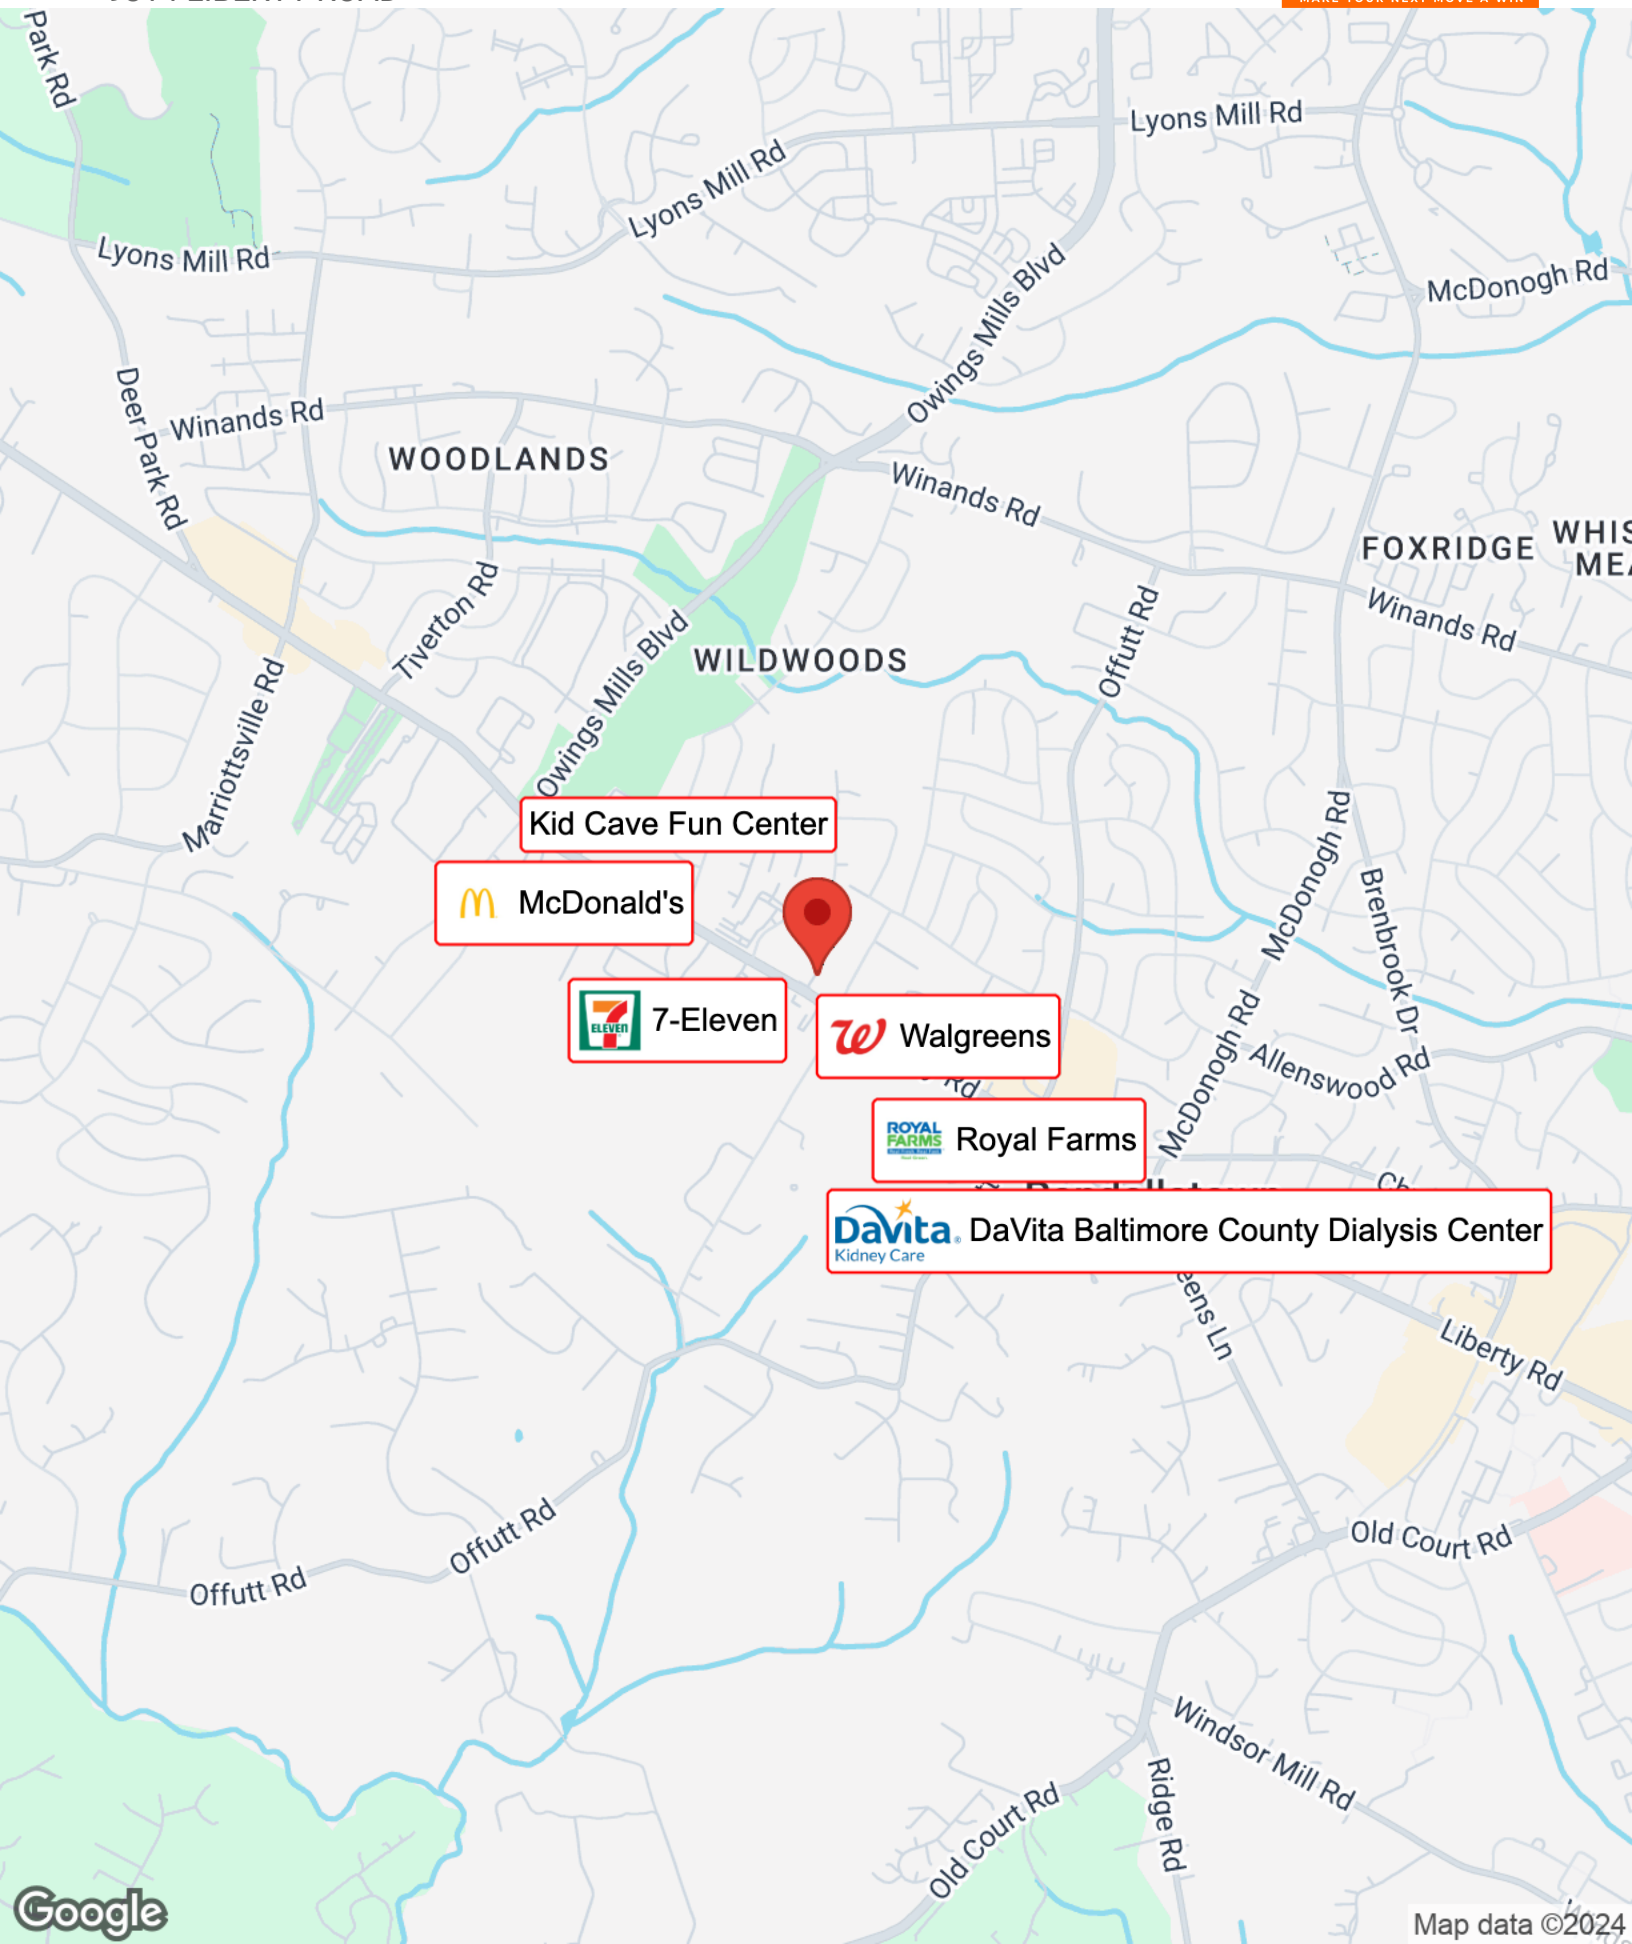 Park Rd
Lyons Mill Rd
Lyons Mill Rd
Lyons Mill Rd
McDonogh Rd
Owings Mills Blvd
Deer Park Rd
Winands Rd
WOODLANDS
Winands Rd
FOXRIDGE
Winands Rd
Tiverton Rd
Offutt Rd
Owings Mills Blvd
WILDWOODS
Marriottsville Rd
Kid Cave Fun Center
McDonald's
McDonogh Rd
Brenbrook Dr
7
ELEVEN
7-Eleven
Walgreens
Rd
McDonogh Rd
Allenswood Rd
ROYAL
FARMS
Royal Farms
DaVita
Kidney Care
DaVita Baltimore County Dialysis Center
Liberty Rd
Old Court Rd
Offutt Rd
Offutt Rd
Windsor Mill Rd
Ridge Rd
Old Court Rd
Google
Map data ©2024